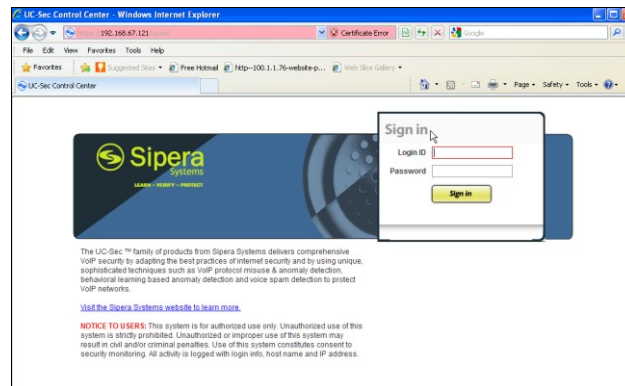 UC-Sec Control Center - Windows Internet Explorer
192.168.67.121
Certificate Error
Google
File Edit View Favorites Tools Help
Favorites Suggested Sites Free Hotmail http--100.1.1.76-website-p... Web Slice Gallery
UC-Sec Control Center
Page Safety Tools
Sign in
Login ID
Password
Sign in
Sipera
Systems
LEARN - VERIFY - PROTECT
The UC-Sec ™ family of products from Sipera Systems delivers comprehensive
VoIP security by adapting the best practices of internet security and by using unique,
sophisticated techniques such as VoIP protocol misuse & anomaly detection,
behavioral learning based anomaly detection and voice spam detection to protect
VoIP networks.
Visit the Sipera Systems website to learn more.
NOTICE TO USERS: This system is for authorized use only. Unauthorized use of this
system is strictly prohibited. Unauthorized or improper use of this system may
result in civil and/or criminal penalties. Use of this system constitutes consent to
security monitoring. All activity is logged with login info, host name and IP address.